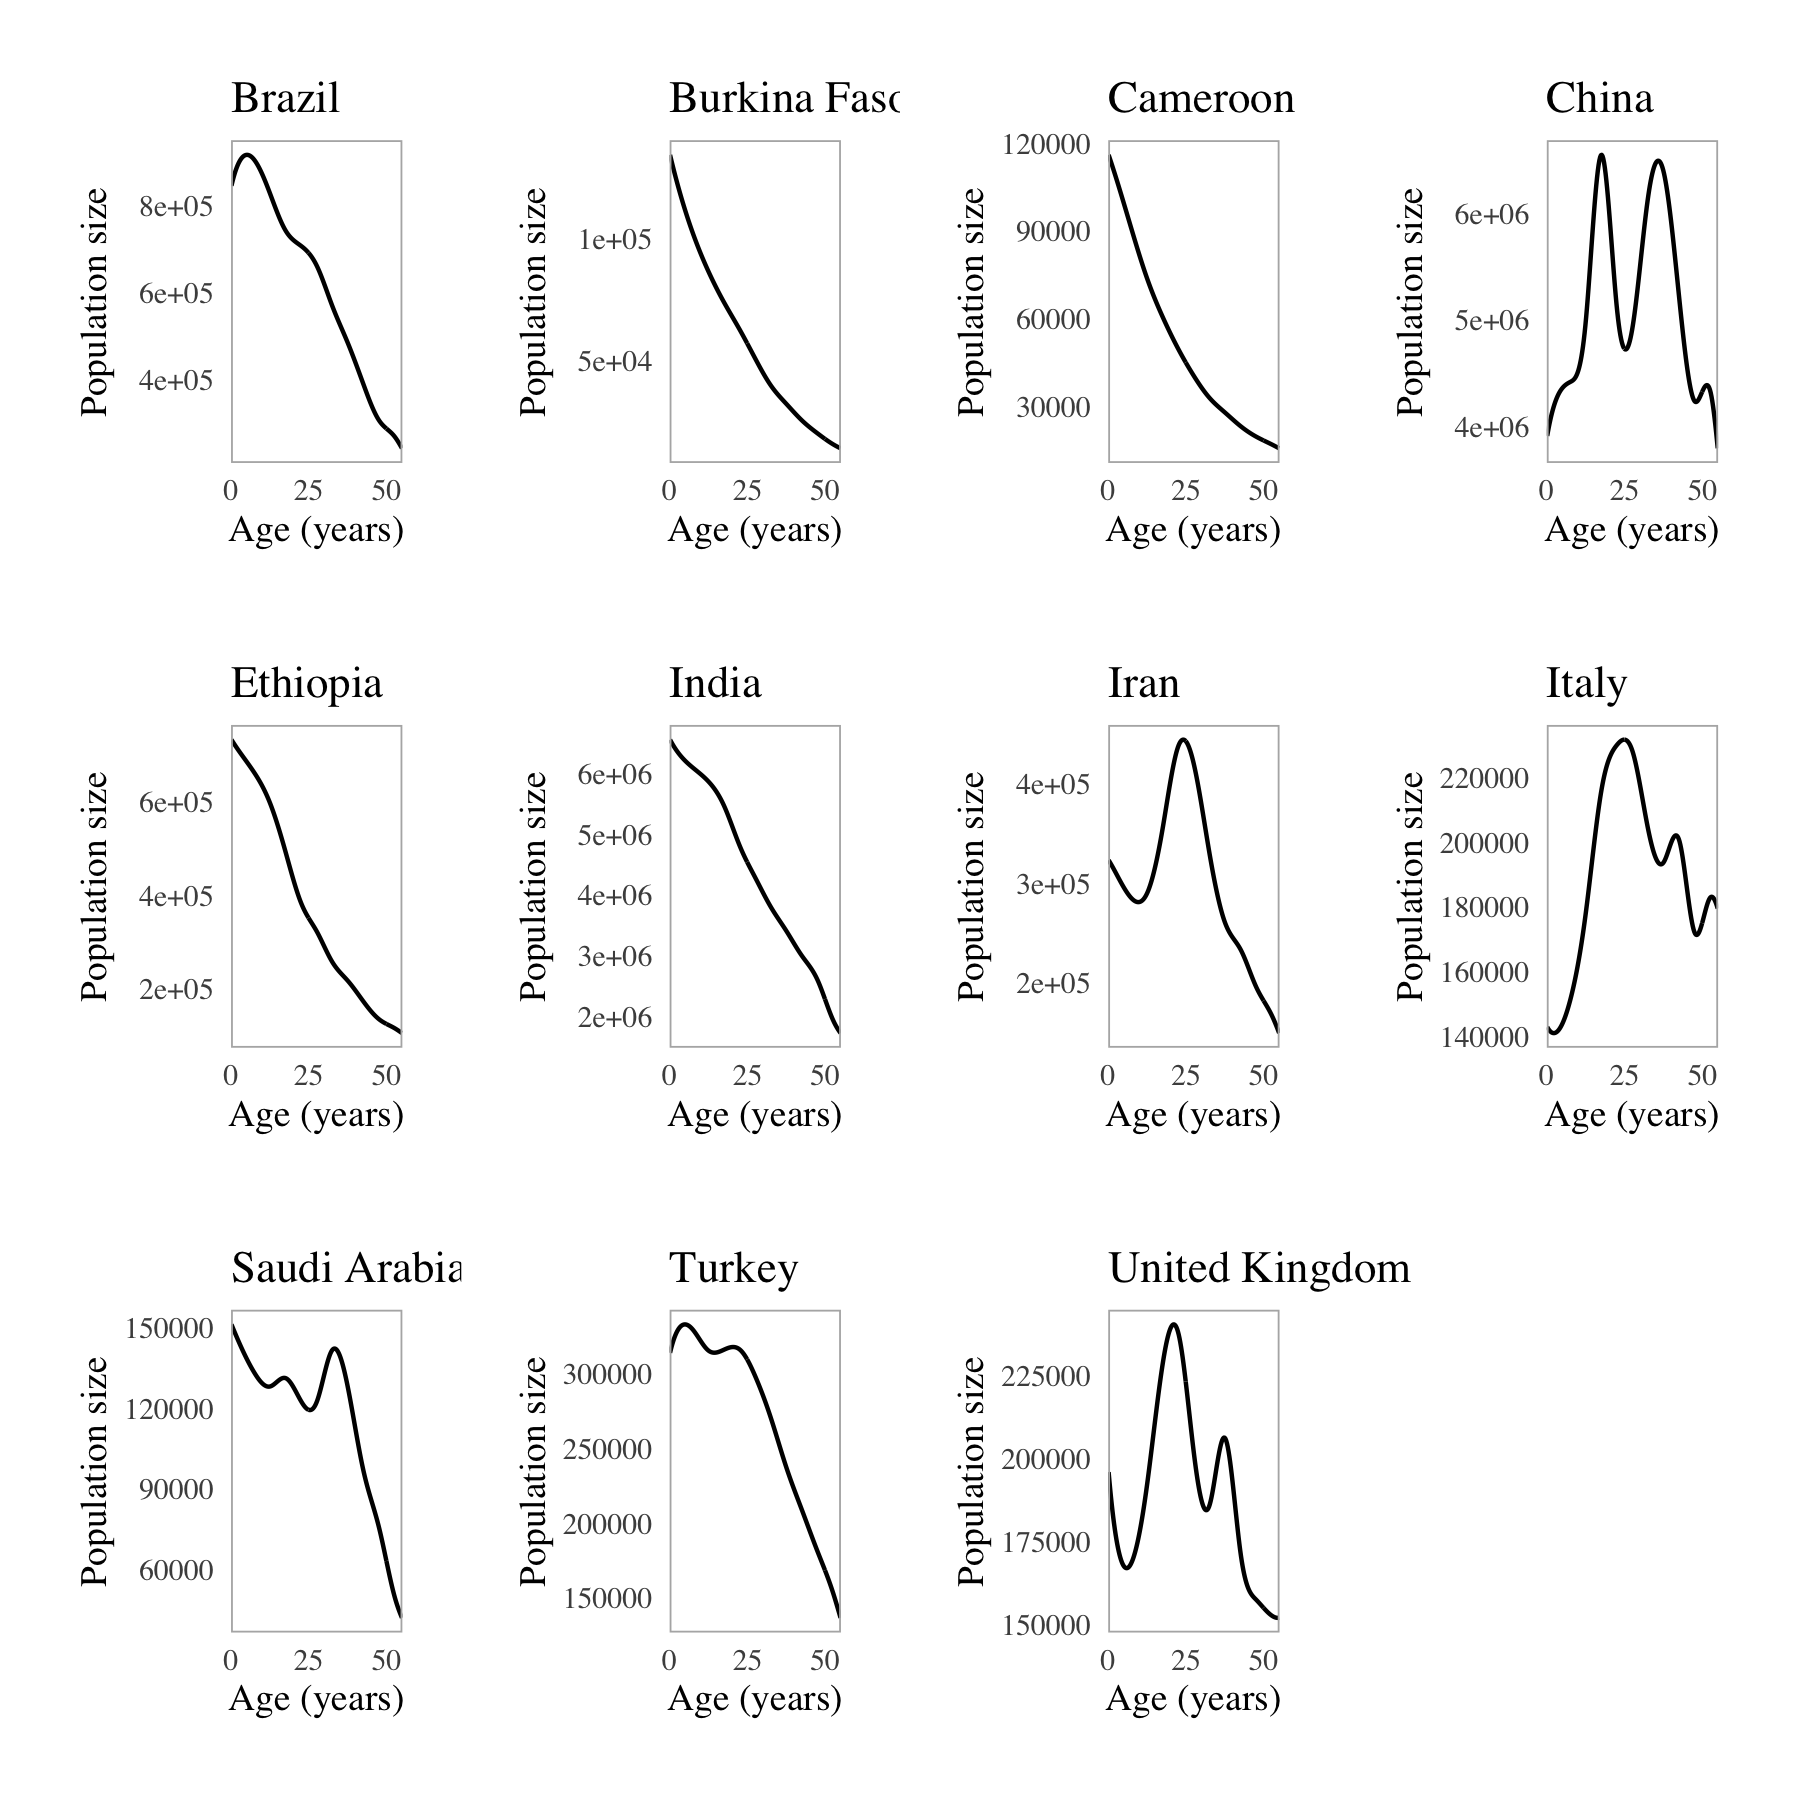 Brazil
Population size
8e+05
6e+05
4e+05
0 25 50
Age (years)
Burkina Faso
Population size
1e+05
5e+04
0 25 50
Age (years)
Cameroon
Population size
120000
90000
60000
30000
0 25 50
Age (years)
China
Population size
6e+06
5e+06
4e+06
0 25 50
Age (years)
Ethiopia
Population size
6e+05
4e+05
2e+05
0 25 50
Age (years)
India
Population size
6e+06
5e+06
4e+06
3e+06
2e+06
0 25 50
Age (years)
Iran
Population size
4e+05
3e+05
2e+05
0 25 50
Age (years)
Italy
Population size
220000
200000
180000
160000
140000
0 25 50
Age (years)
Saudi Arabia
Population size
150000
120000
90000
60000
0 25 50
Age (years)
Turkey
Population size
300000
250000
200000
150000
0 25 50
Age (years)
United Kingdom
Population size
225000
200000
175000
150000
0 25 50
Age (years)